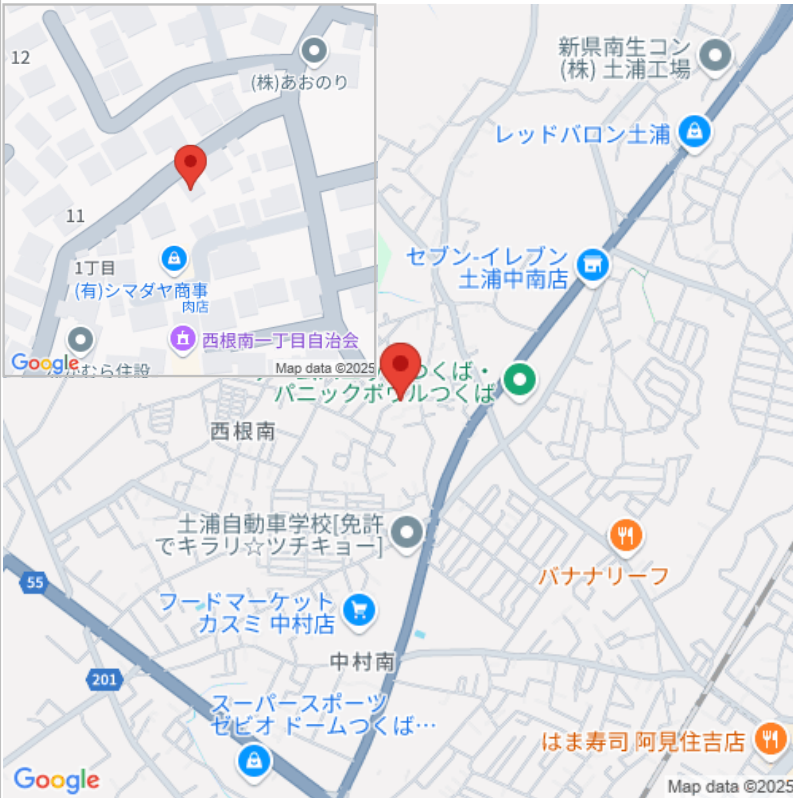 12
(株)あおのり
11
1丁目
(有)シマダヤ商事
肉店
西根南一丁目自治会
Google
Map data ©2025
新県南生コン
(株) 土浦工場
レッドバロン土浦
セブン-イレブン
土浦中南店
つくば・
パニックボウルつくば
西根南
土浦自動車学校[免許
でキラリ☆ツチキョー]
バナナリーフ
55
フードマーケット
カスミ 中村店
中村南
201
スーパースポーツ
ゼビオ ドームつくば…
はま寿司 阿見住吉店
Google
Map data ©2025